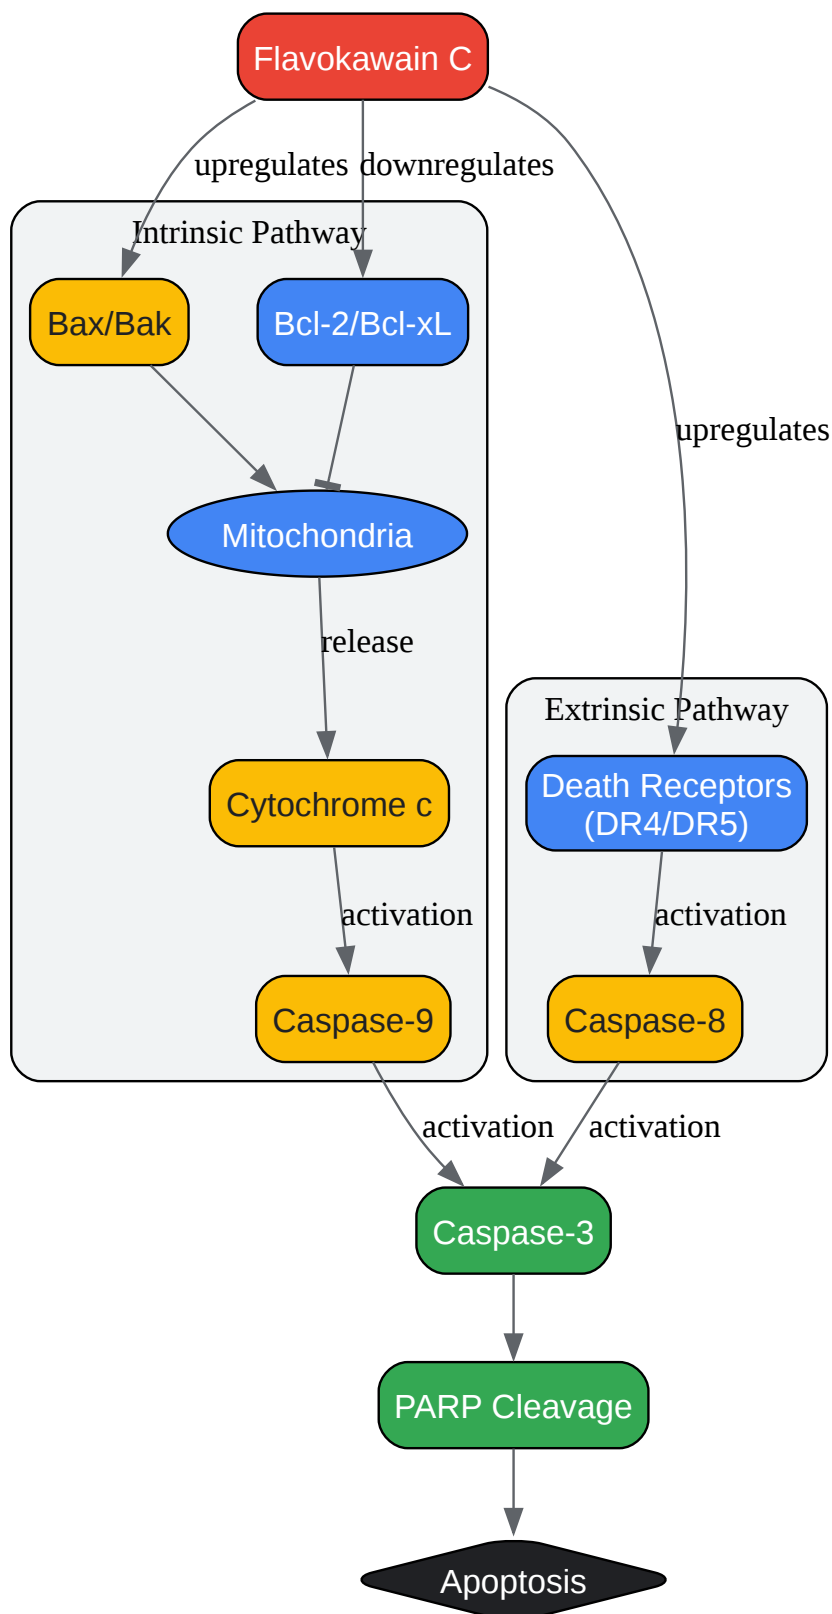 Flavokawain C
upregulates
downregulates
Intrinsic Pathway
Bax/Bak
Bcl-2/Bcl-xL
upregulates
Mitochondria
release
Extrinsic Pathway
Death Receptors
(DR4/DR5)
Cytochrome c
activation
activation
Caspase-9
Caspase-8
activation
activation
Caspase-3
PARP Cleavage
Apoptosis